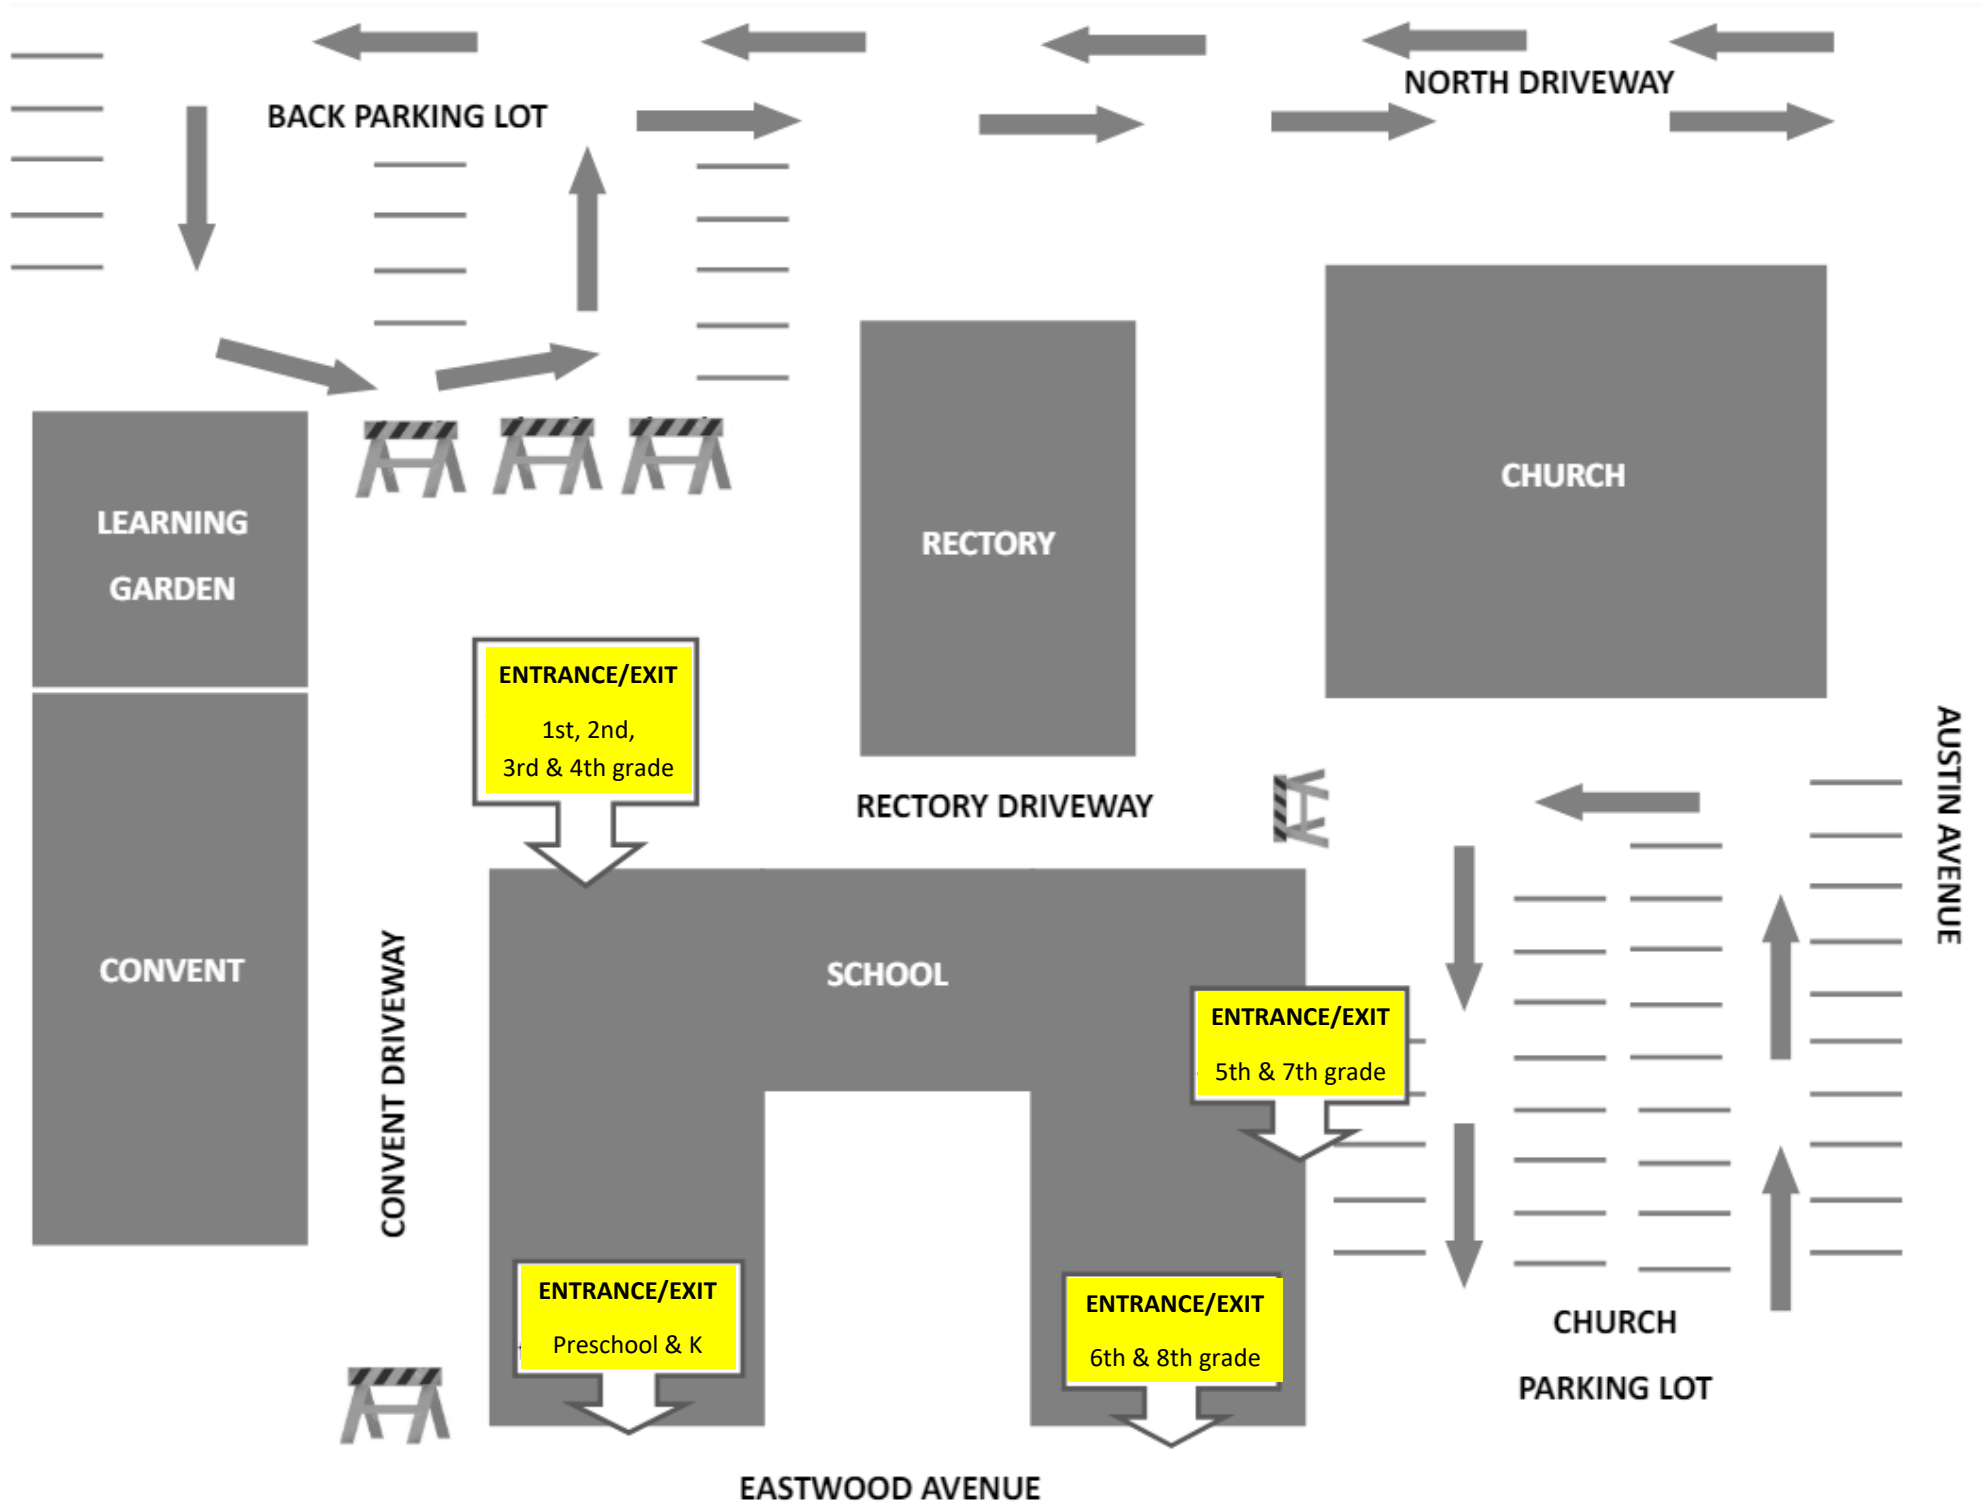 NORTH DRIVEWAY
BACK PARKING LOT
LEARNING
GARDEN
RECTORY
CHURCH
ENTRANCE/EXIT
1st, 2nd,
3rd & 4th grade
RECTORY DRIVEWAY
AUSTIN AVENUE
CONVENT
CONVENT DRIVEWAY
SCHOOL
ENTRANCE/EXIT
5th & 7th grade
ENTRANCE/EXIT
Preschool & K
ENTRANCE/EXIT
6th & 8th grade
CHURCH
PARKING LOT
EASTWOOD AVENUE